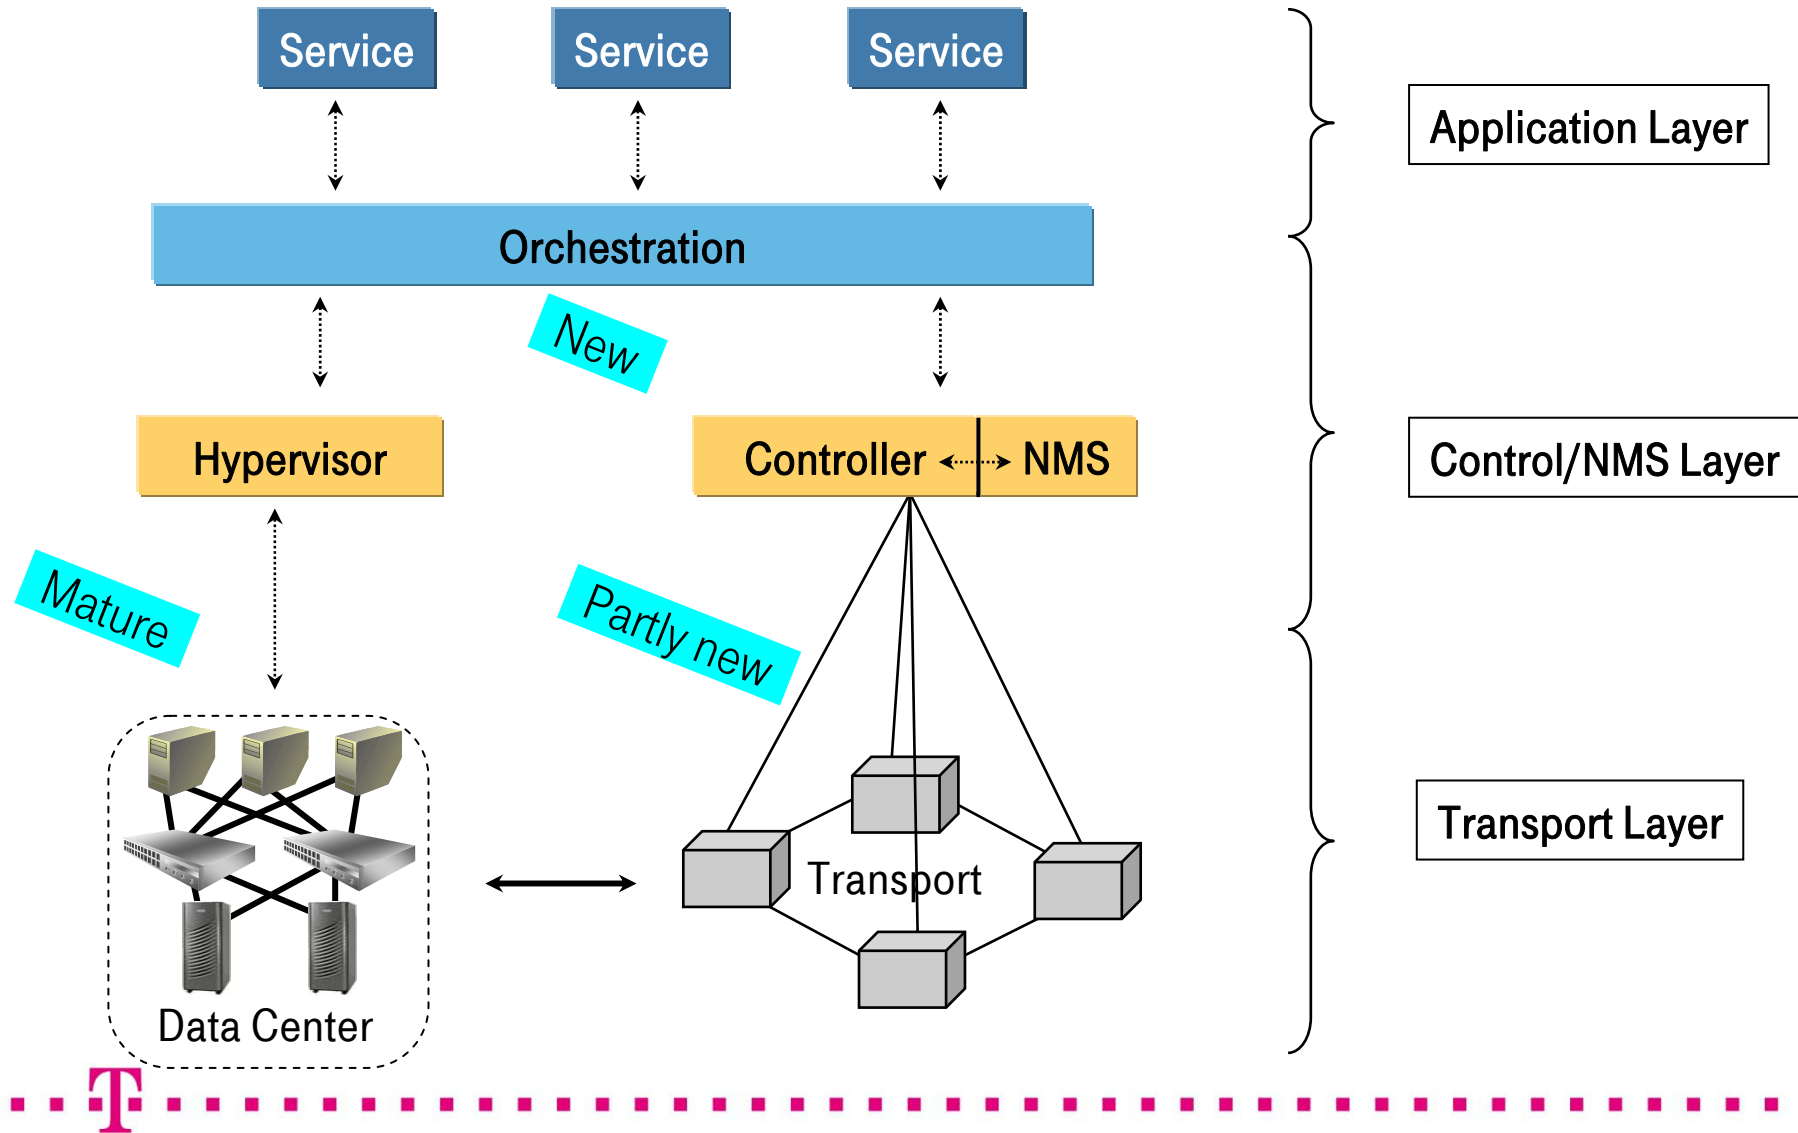 Service
Service
Service
Application Layer
Orchestration
New
Hypervisor
Controller
NMS
Control/NMS Layer
Mature
Partly new
Transport
Transport Layer
Data Center
T